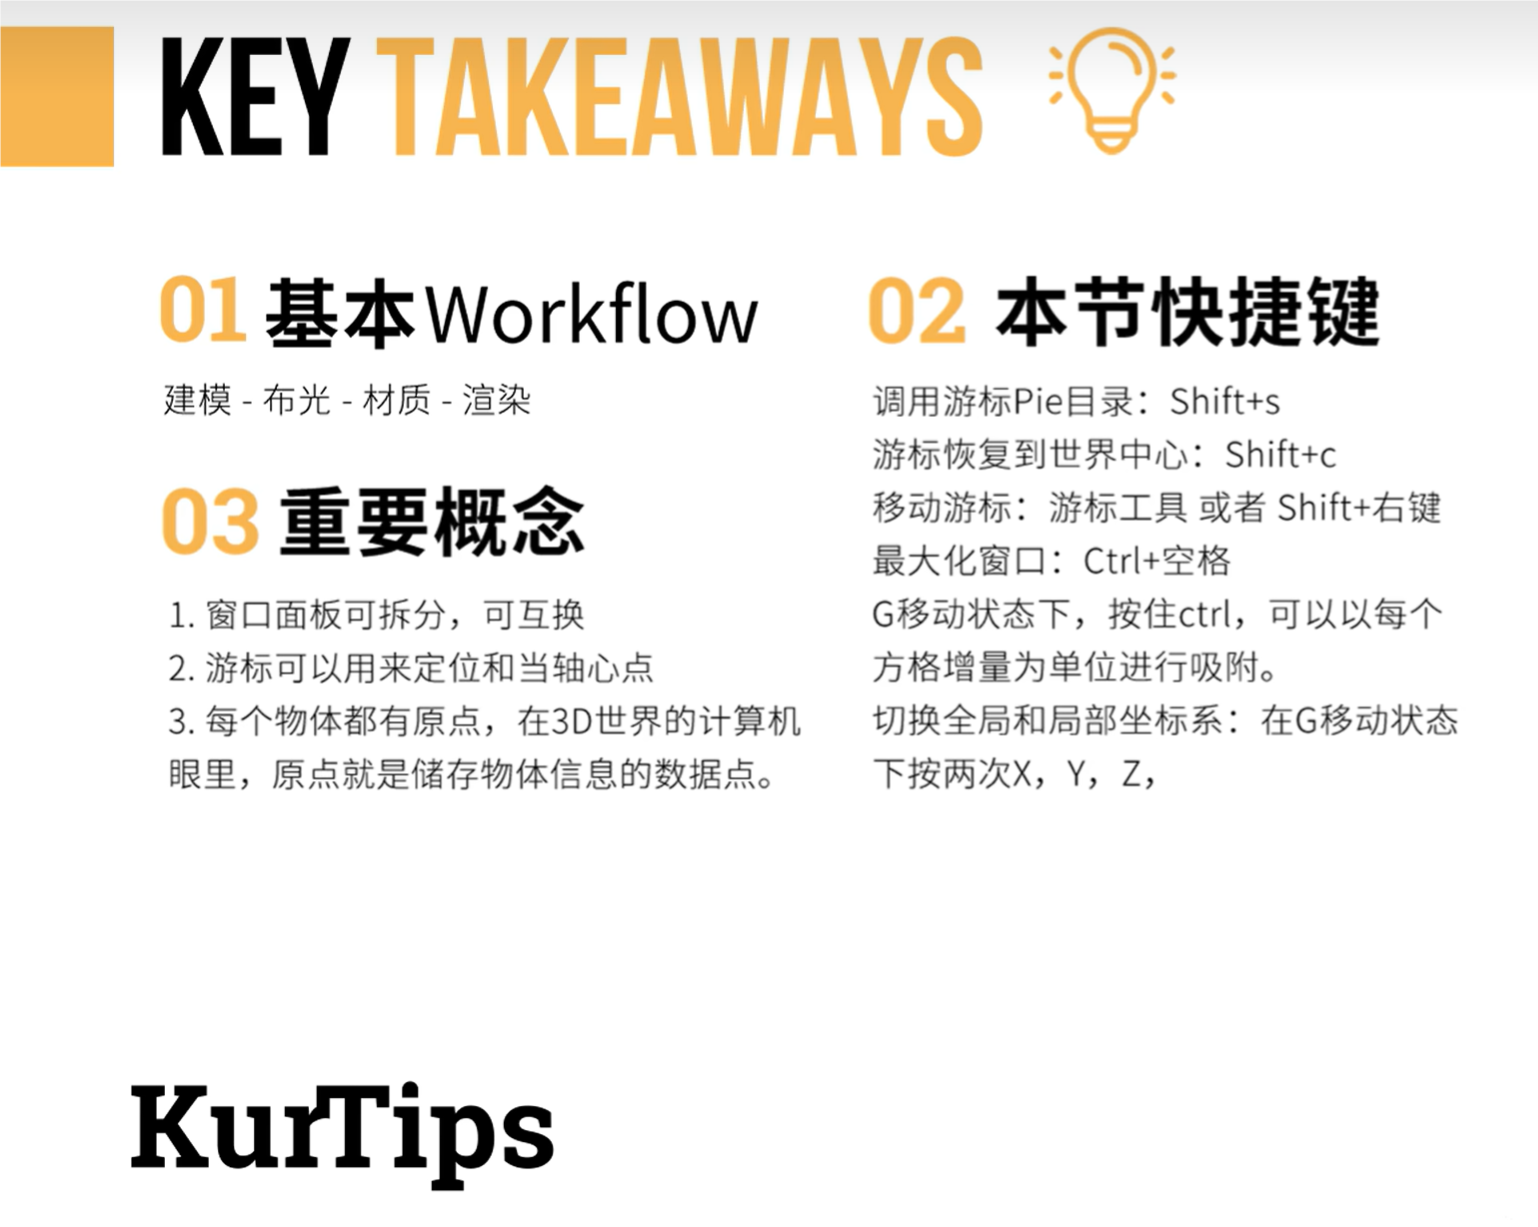 KEY TAKEAWAYS
01 基本Workflow
建模 - 布光 - 材质 - 渲染
03 重要概念
1. 窗口面板可拆分，可互换
2. 游标可以用来定位和当轴心点
3. 每个物体都有原点，在3D世界的计算机
眼里，原点就是储存物体信息的数据点。
02 本节快捷键
调用游标Pie目录：Shift+s
游标恢复到世界中心：Shift+c
移动游标：游标工具 或者 Shift+右键
最大化窗口：Ctrl+空格
G移动状态下，按住ctrl，可以以每个
方格增量为单位进行吸附。
切换全局和局部坐标系：在G移动状态
下按两次X，Y，Z，
KurTips